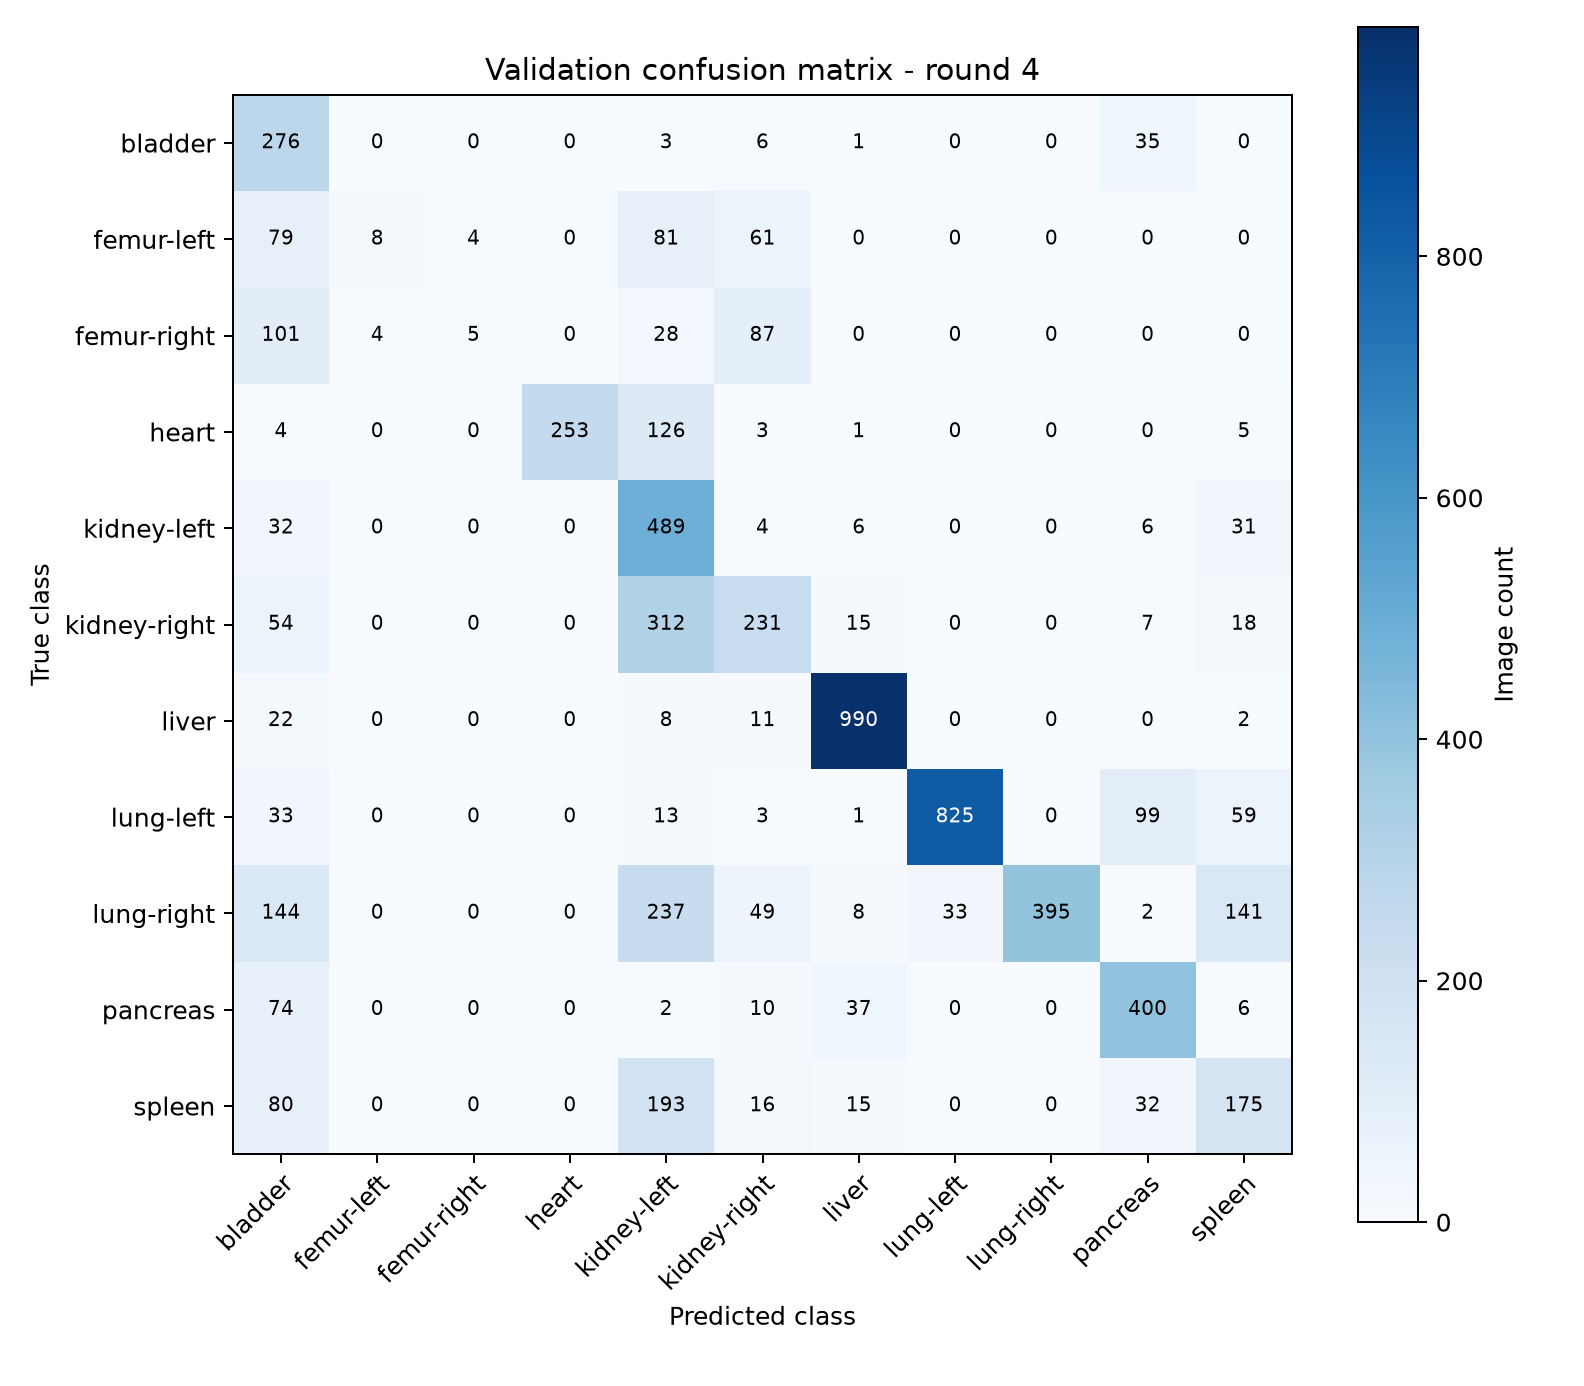 Validation confusion matrix - round 4
bladder 276 0 0 0 3 6 1 0 0 35 0
femur-left 79 8 4 0 81 61 0 0 0 0 0
femur-right 101 4 5 0 28 87 0 0 0 0 0
heart 4 0 0 253 126 3 1 0 0 0 5
kidney-left 32 0 0 0 489 4 6 0 0 6 31
kidney-right 54 0 0 0 312 231 15 0 0 7 18
liver 22 0 0 0 8 11 990 0 0 0 2
lung-left 33 0 0 0 13 3 1 825 0 99 59
lung-right 144 0 0 0 237 49 8 33 395 2 141
pancreas 74 0 0 0 2 10 37 0 0 400 6
spleen 80 0 0 0 193 16 15 0 0 32 175
bladder femur-left femur-right heart kidney-left kidney-right liver lung-left lung-right pancreas spleen
Predicted class
True class
800
600
400
200
0
Image count